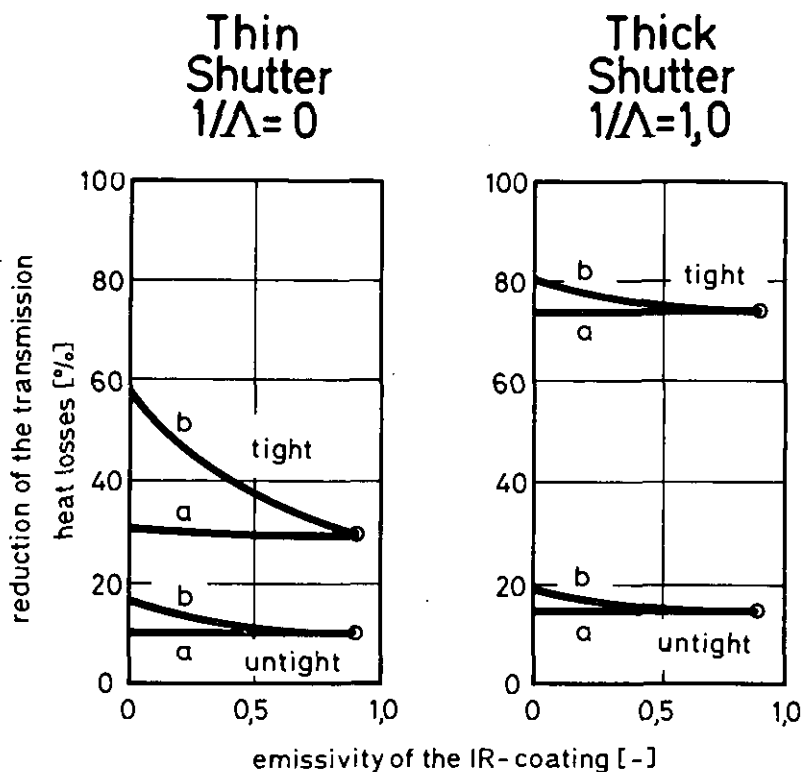 Thin
Shutter
1/Λ= 0
Thick
Shutter
1/Λ=1,0
reduction of the transmission
heat losses [%]
100
80
60
40
20
0
b
tight
a
b
a
untight
0
0,5
1,0
100
80
60
40
20
0
b
tight
a
b
a
untight
0
0,5
1,0
emissivity of the IR-coating [-]